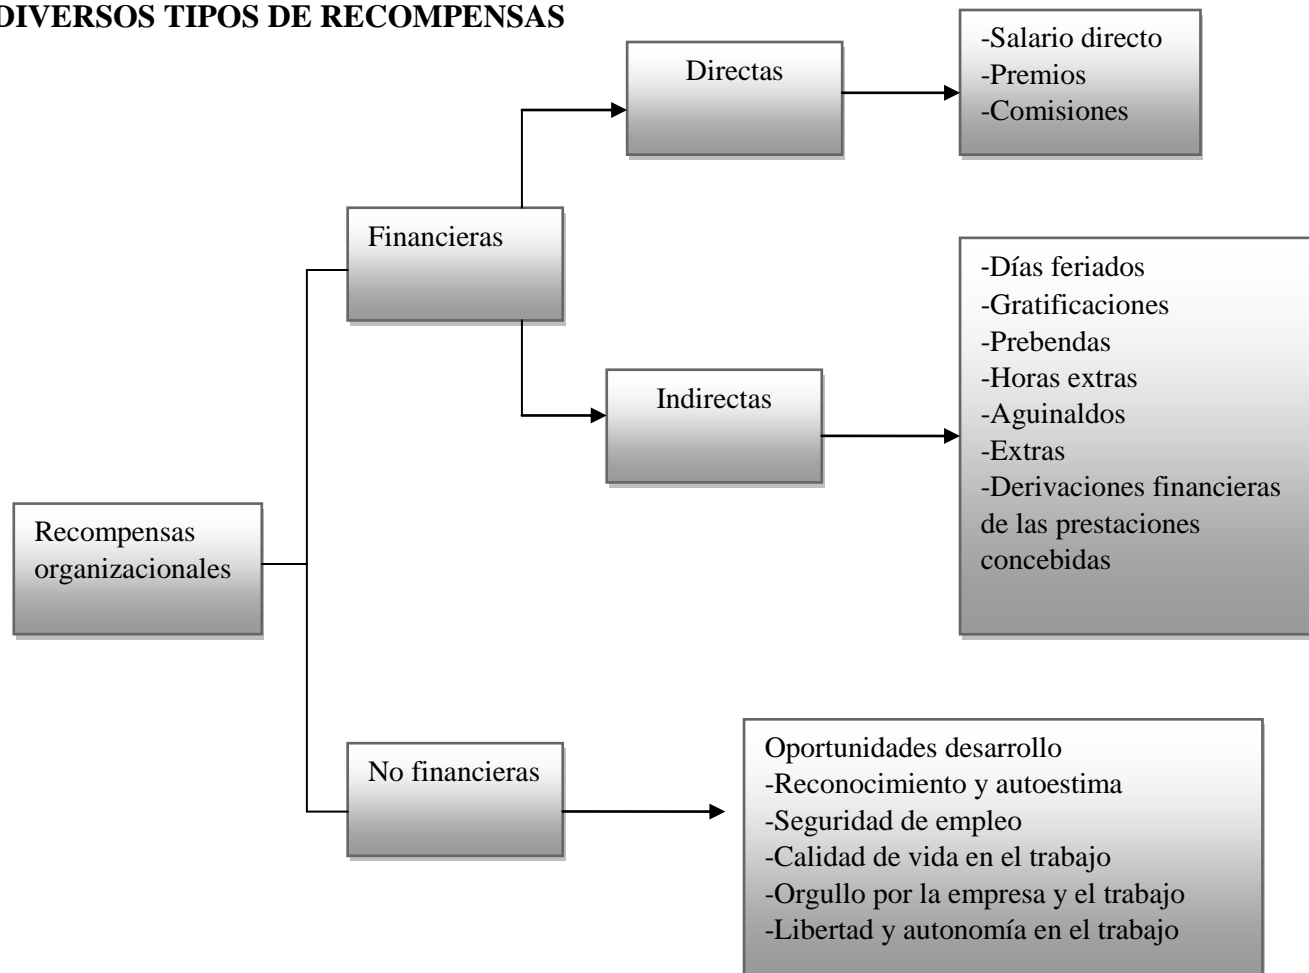 DIVERSOS TIPOS DE RECOMPENSAS
Directas
-Salario directo
-Premios
-Comisiones
Financieras
Indirectas
-Días feriados
-Gratificaciones
-Prebendas
-Horas extras
-Aguinaldos
-Extras
-Derivaciones financieras
de las prestaciones
concebidas
Recompensas
organizacionales
No financieras
Oportunidades desarrollo
-Reconocimiento y autoestima
-Seguridad de empleo
-Calidad de vida en el trabajo
-Orgullo por la empresa y el trabajo
-Libertad y autonomía en el trabajo